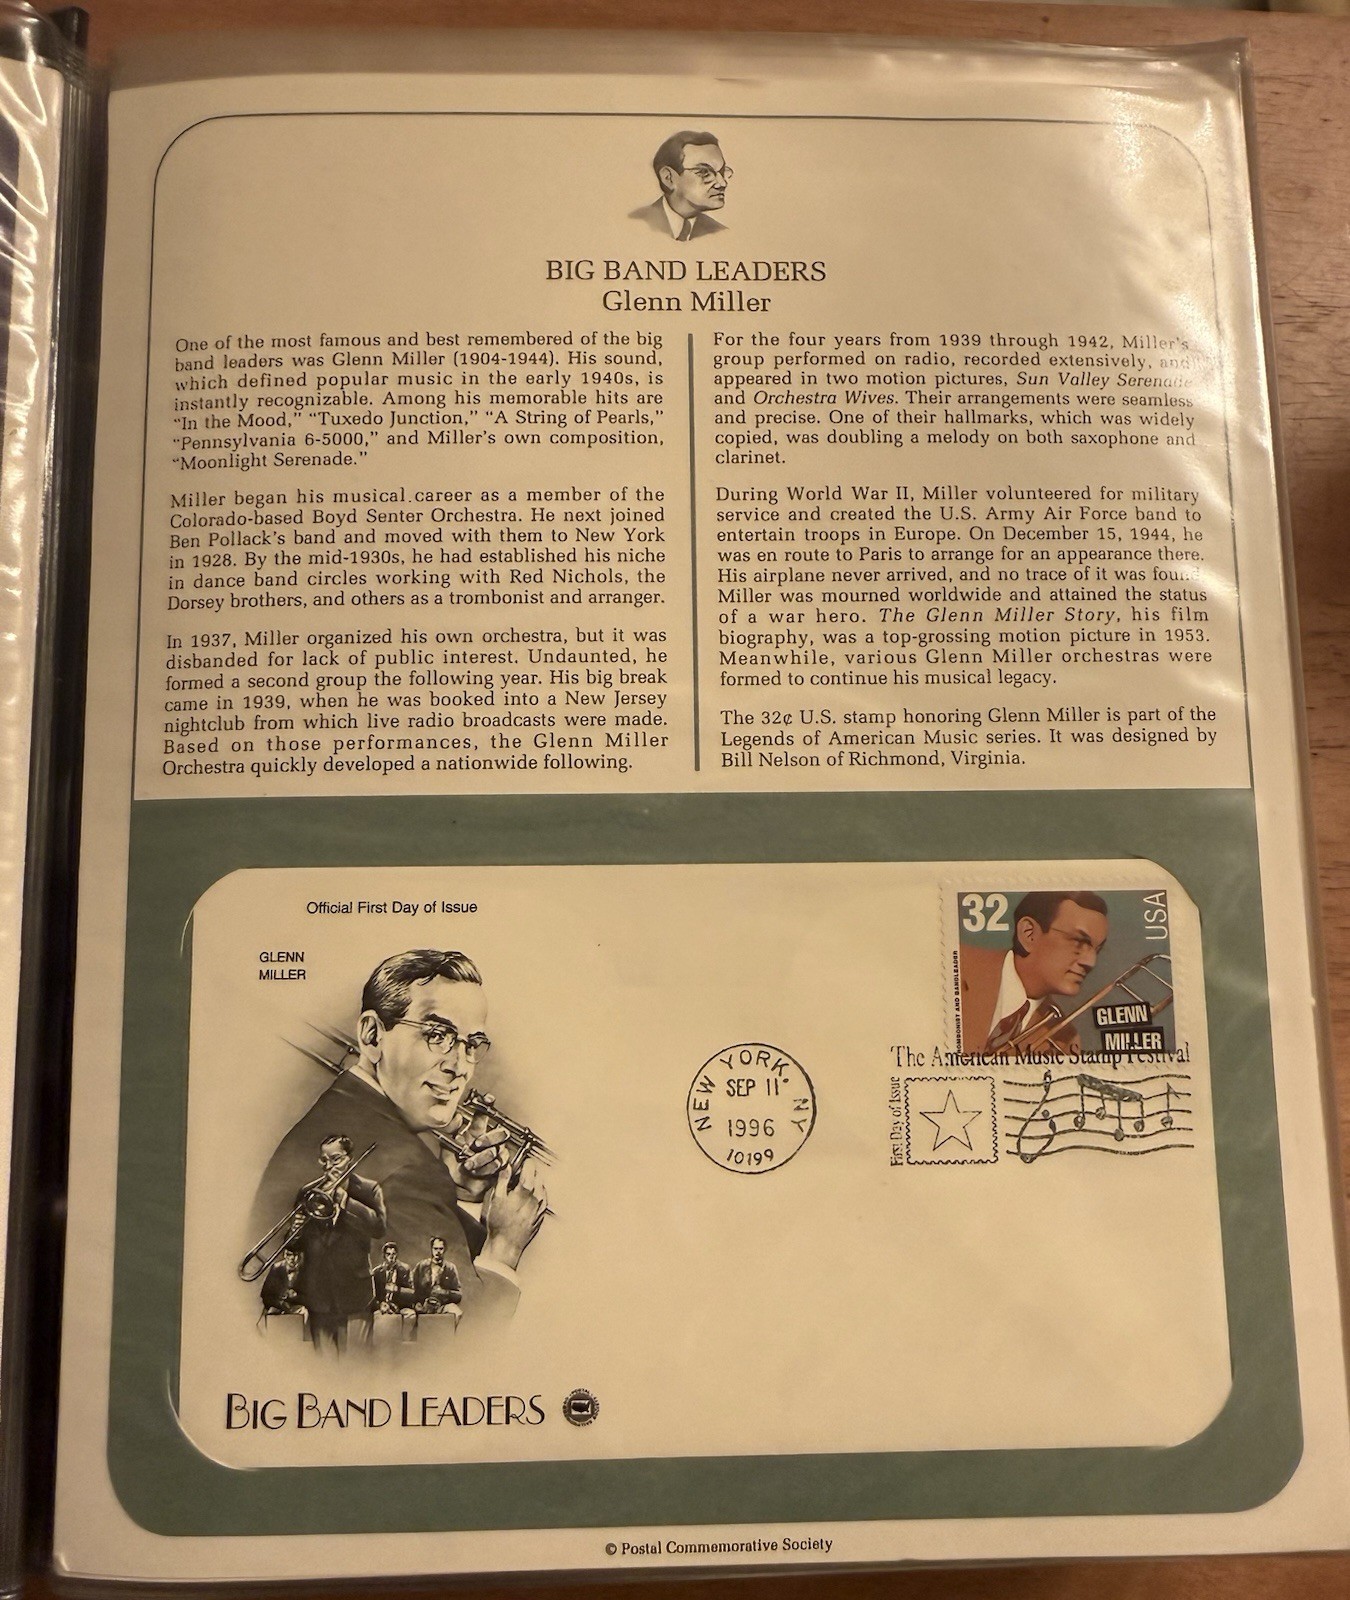 BIG BAND LEADERS
Glenn Miller
One of the most famous and best remembered of the big
band leaders was Glenn Miller (1904-1944). His sound,
which defined popular music in the early 1940s, is
instantly recognizable. Among his memorable hits are
“In the Mood,” “Tuxedo Junction,” “A String of Pearls,”
“Pennsylvania 6-5000,” and Miller’s own composition,
“Moonlight Serenade.”
Miller began his musical career as a member of the
Colorado-based Boyd Senter Orchestra. He next joined
Ben Pollack’s band and moved with them to New York
in 1928. By the mid-1930s, he had established his niche
in dance band circles working with Red Nichols, the
Dorsey brothers, and others as a trombonist and arranger.
In 1937, Miller organized his own orchestra, but it was
disbanded for lack of public interest. Undaunted, he
formed a second group the following year. His big break
came in 1939, when he was booked into a New Jersey
nightclub from which live radio broadcasts were made.
Based on those performances, the Glenn Miller
Orchestra quickly developed a nationwide following.
For the four years from 1939 through 1942, Miller’s
group performed on radio, recorded extensively, and
appeared in two motion pictures, Sun Valley Serenade
and Orchestra Wives. Their arrangements were seamless
and precise. One of their hallmarks, which was widely
copied, was doubling a melody on both saxophone and
clarinet.
During World War II, Miller volunteered for military
service and created the U.S. Army Air Force band to
entertain troops in Europe. On December 15, 1944, he
was en route to Paris to arrange for an appearance there.
His airplane never arrived, and no trace of it was found.
Miller was mourned worldwide and attained the status
of a war hero. The Glenn Miller Story, his film
biography, was a top-grossing motion picture in 1953.
Meanwhile, various Glenn Miller orchestras were
formed to continue his musical legacy.
The 32¢ U.S. stamp honoring Glenn Miller is part of the
Legends of American Music series. It was designed by
Bill Nelson of Richmond, Virginia.
Official First Day of Issue
GLENN
MILLER
32
USA
AND BANDLEADER
GLENN
MILLER
NEW YORK NY
SEP 11
1996
10199
The American Music Stamp Festival
First Day of Issue
BIG BAND LEADERS
© Postal Commemorative Society